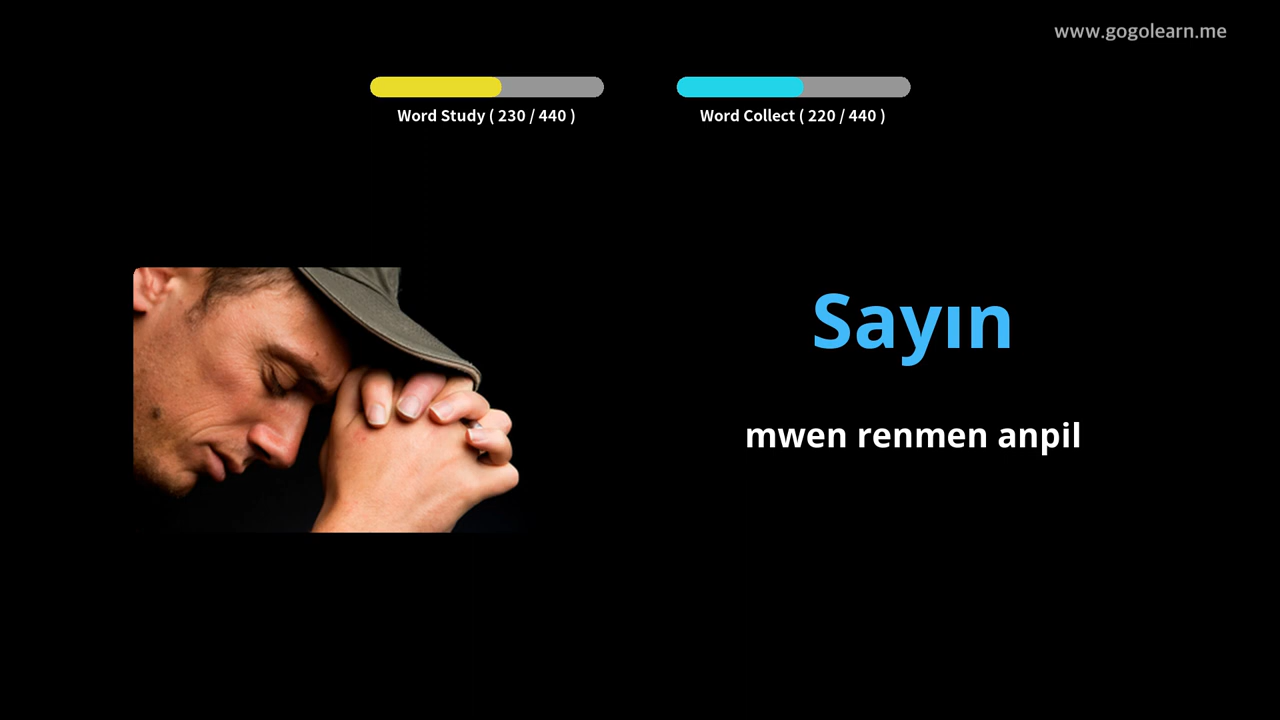 www.gogolearn.me
Word Study ( 230 / 440 )
Word Collect ( 220 / 440 )
Sayın
mwen renmen anpil